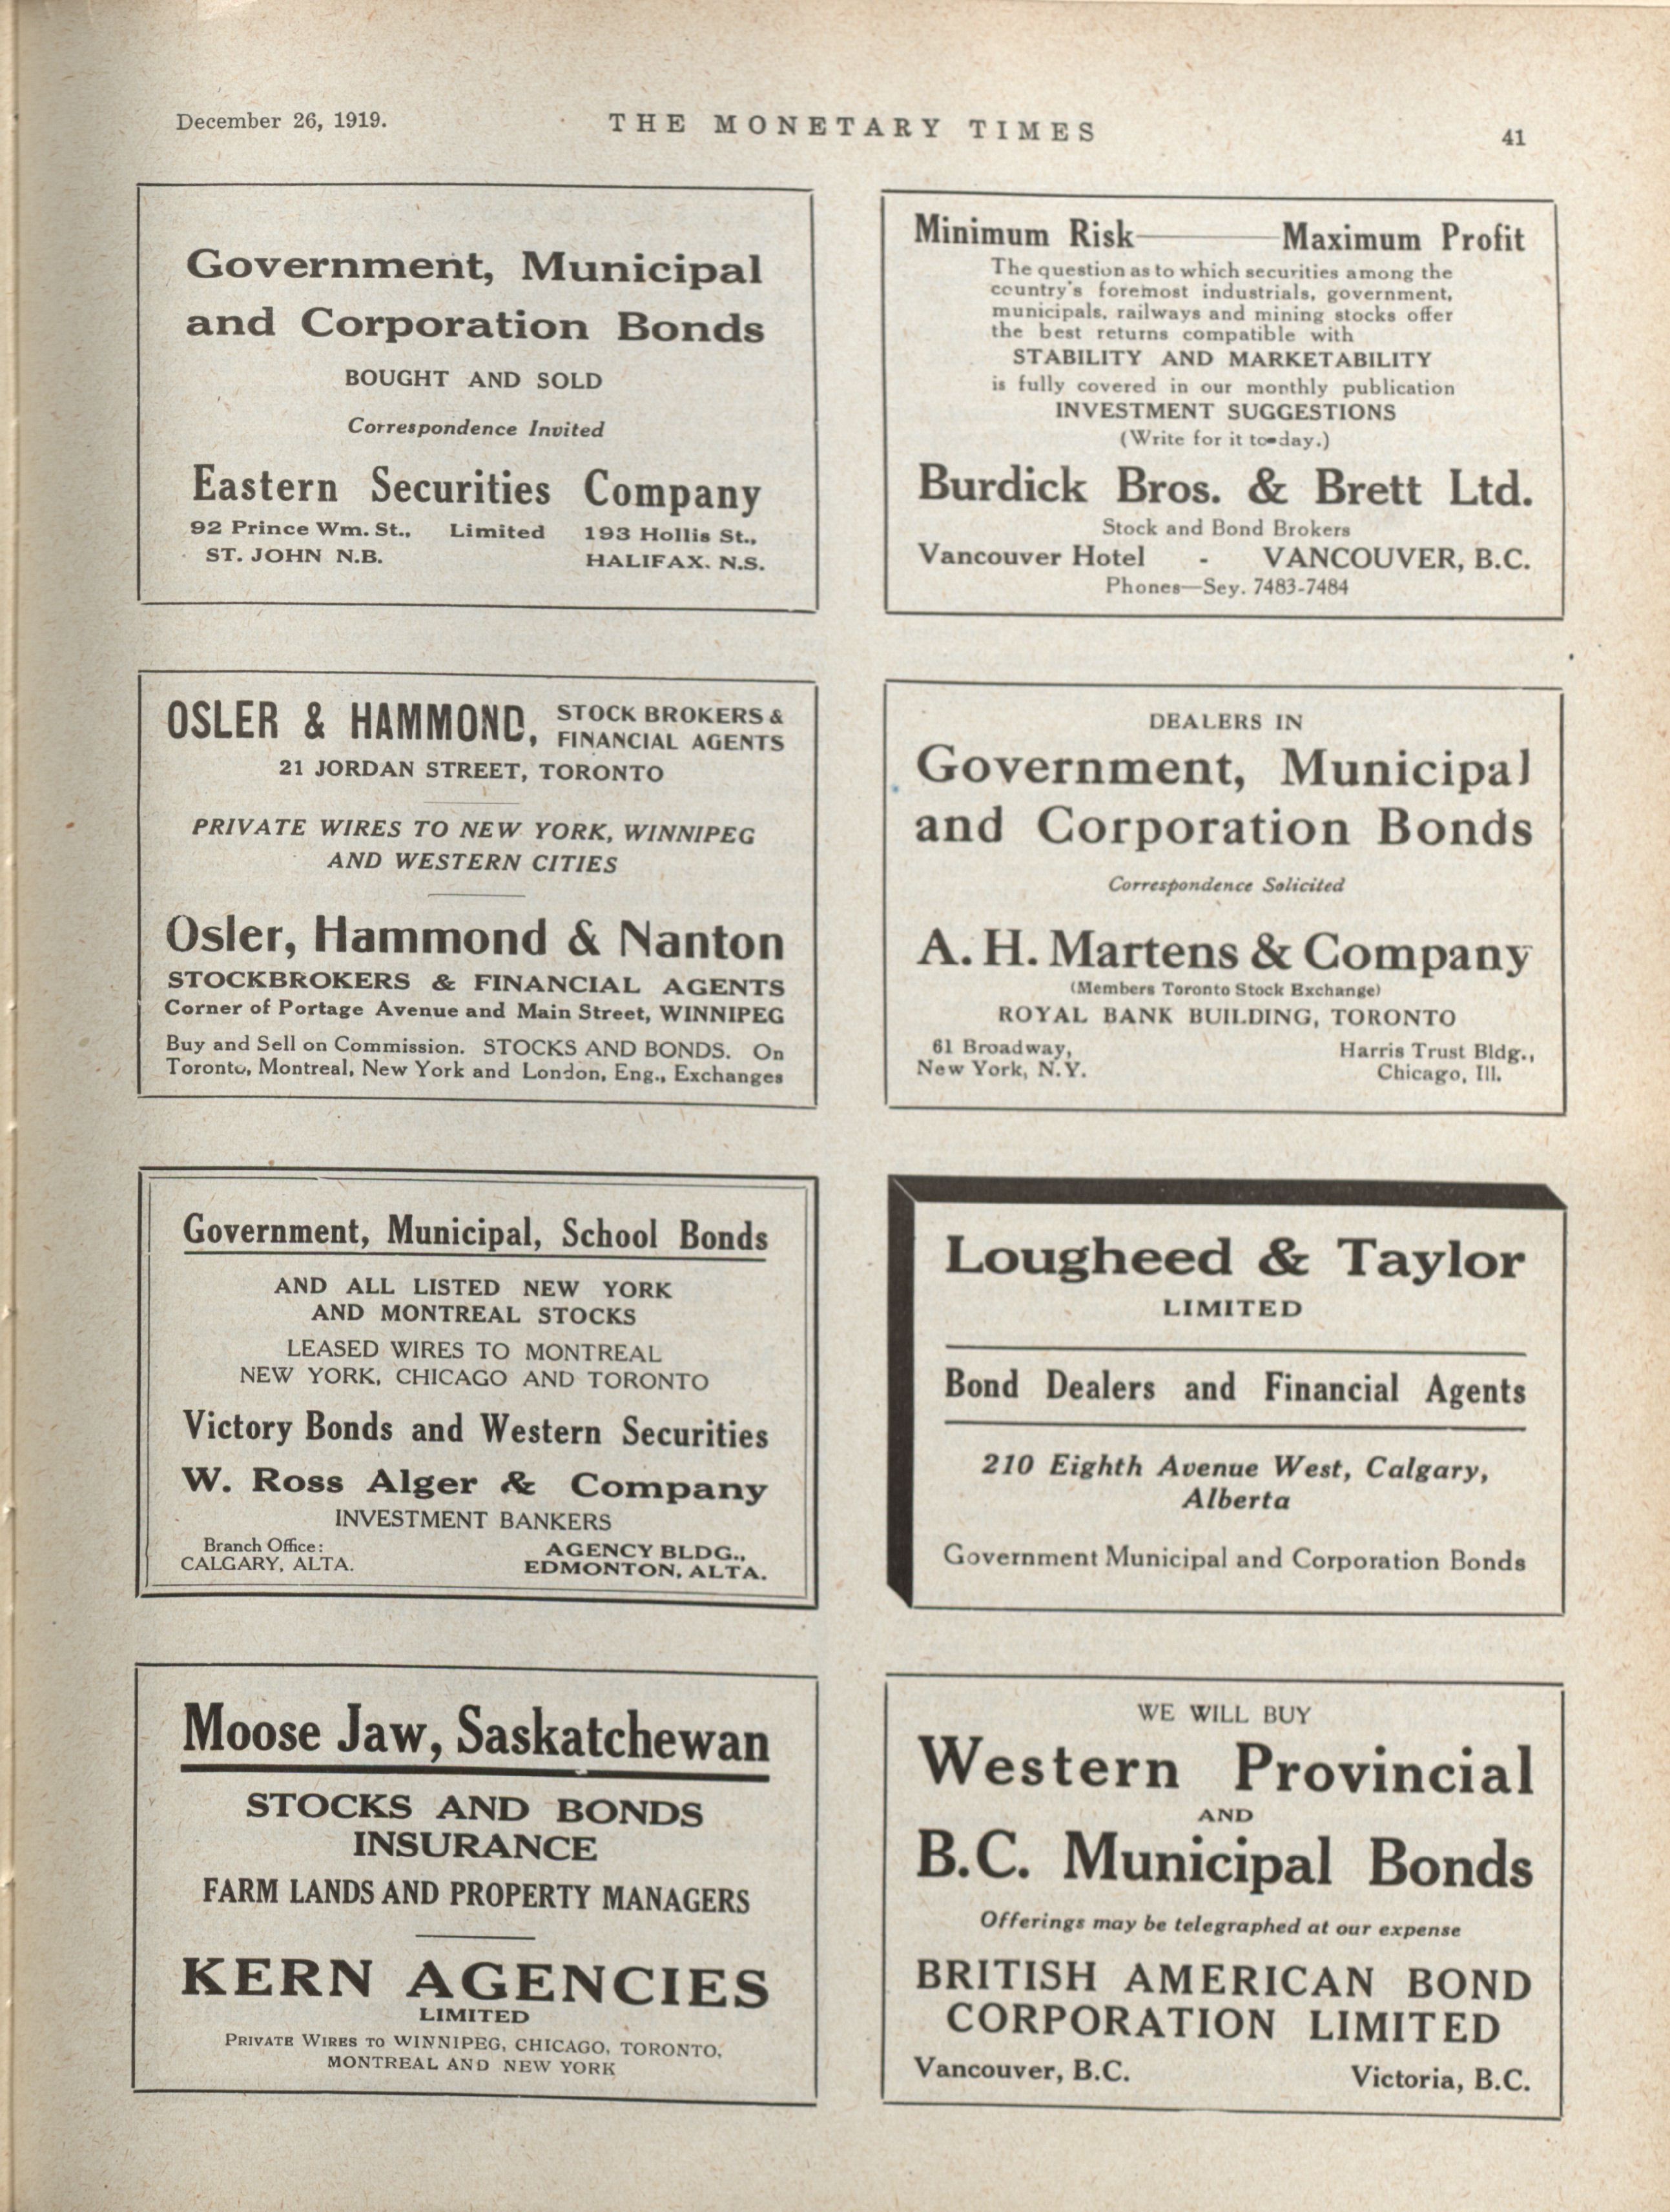 December 26, 1919.
THE MONETARY TIMES
41
Government, Municipal
and Corporation Bonds
BOUGHT AND SOLD
Correspondence Invited
Eastern Securities Company
92 Prince Wm. St., Limited 193 Hollis St.,
ST. JOHN N.B. HALIFAX. N.S.
Minimum Risk——Maximum Profit
The question as to which securities among the
country's foremost industrials, government,
municipals, railways and mining stocks offer
the best returns compatible with
STABILITY AND MARKETABILITY
is fully covered in our monthly publication
INVESTMENT SUGGESTIONS
(Write for it to-day.)
Burdick Bros. & Brett Ltd.
Stock and Bond Brokers
Vancouver Hotel - VANCOUVER, B.C.
Phones—Sey. 7483-7484
OSLER & HAMMOND, STOCK BROKERS &
FINANCIAL AGENTS
21 JORDAN STREET, TORONTO
PRIVATE WIRES TO NEW YORK, WINNIPEG
AND WESTERN CITIES
Osler, Hammond & Nanton
STOCKBROKERS & FINANCIAL AGENTS
Corner of Portage Avenue and Main Street, WINNIPEG
Buy and Sell on Commission. STOCKS AND BONDS. On
Toronto, Montreal, New York and London, Eng., Exchanges
DEALERS IN
Government, Municipal
and Corporation Bonds
Correspondence Solicited
A. H. Martens & Company
(Members Toronto Stock Exchange)
ROYAL BANK BUILDING, TORONTO
61 Broadway, Harris Trust Bldg.,
New York, N.Y. Chicago, Ill.
Government, Municipal, School Bonds
AND ALL LISTED NEW YORK
AND MONTREAL STOCKS
LEASED WIRES TO MONTREAL
NEW YORK, CHICAGO AND TORONTO
Victory Bonds and Western Securities
W. Ross Alger & Company
INVESTMENT BANKERS
Branch Office: AGENCY BLDG.,
CALGARY, ALTA. EDMONTON, ALTA.
Lougheed & Taylor
LIMITED
Bond Dealers and Financial Agents
210 Eighth Avenue West, Calgary,
Alberta
Government Municipal and Corporation Bonds
Moose Jaw, Saskatchewan
STOCKS AND BONDS
INSURANCE
FARM LANDS AND PROPERTY MANAGERS
KERN AGENCIES
LIMITED
PRIVATE WIRES TO WINNIPEG, CHICAGO, TORONTO,
MONTREAL AND NEW YORK
WE WILL BUY
Western Provincial
AND
B.C. Municipal Bonds
Offerings may be telegraphed at our expense
BRITISH AMERICAN BOND
CORPORATION LIMITED
Vancouver, B.C. Victoria, B.C.